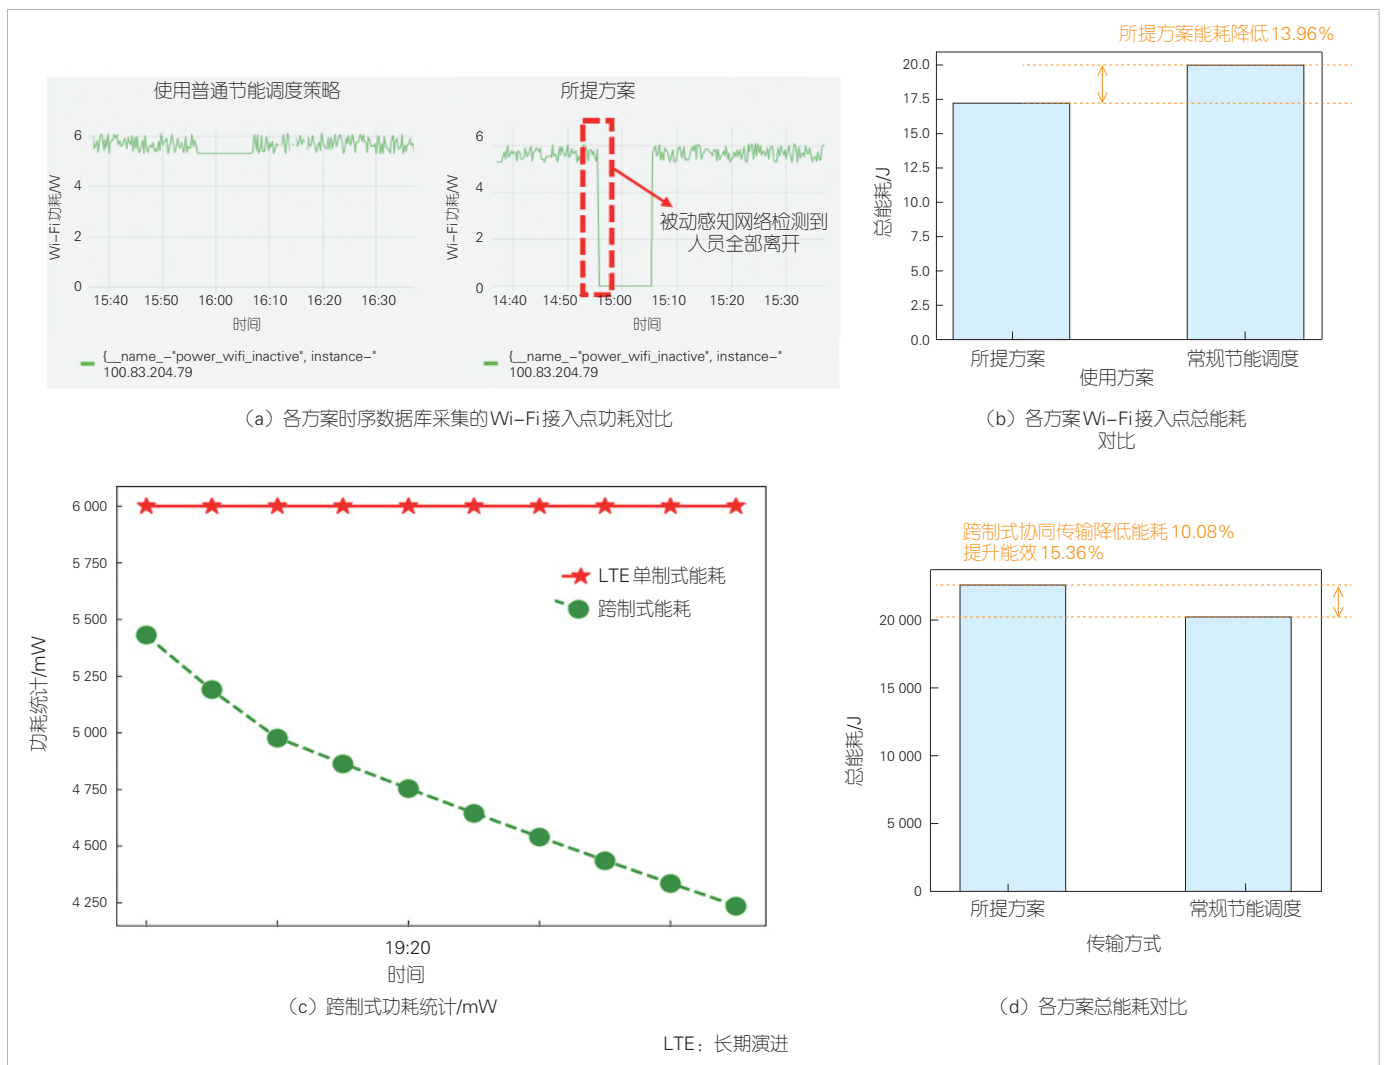 使用普通节能调度策略
6
4
2
0
Wi-Fi功耗/W
15:40 15:50 16:00 16:10 16:20 16:30
时间
{__name_-"power_wifi_inactive", instance-"
100.83.204.79
所提方案
6
4
2
0
Wi-Fi功耗/W
被动感知网络检测到
人员全部离开
14:40 14:50 15:00 15:10 15:20 15:30
时间
{__name_-"power_wifi_inactive", instance-"
100.83.204.79
(a) 各方案时序数据库采集的Wi-Fi接入点功耗对比
所提方案能耗降低13.96%
20.0
17.5
15.0
12.5
10.0
7.5
5.0
2.5
0.0
总能耗/J
所提方案 常规节能调度
使用方案
(b) 各方案Wi-Fi接入点总能耗
对比
6 000
5 750
5 500
5 250
5 000
4 750
4 500
4 250
功耗统计/mW
LTE单制式能耗
跨制式能耗
19:20
时间
(c) 跨制式功耗统计/mW
跨制式协同传输降低能耗10.08%
提升能效15.36%
20 000
15 000
10 000
5 000
0
总能耗/J
所提方案 常规节能调度
传输方式
(d) 各方案总能耗对比
LTE：长期演进